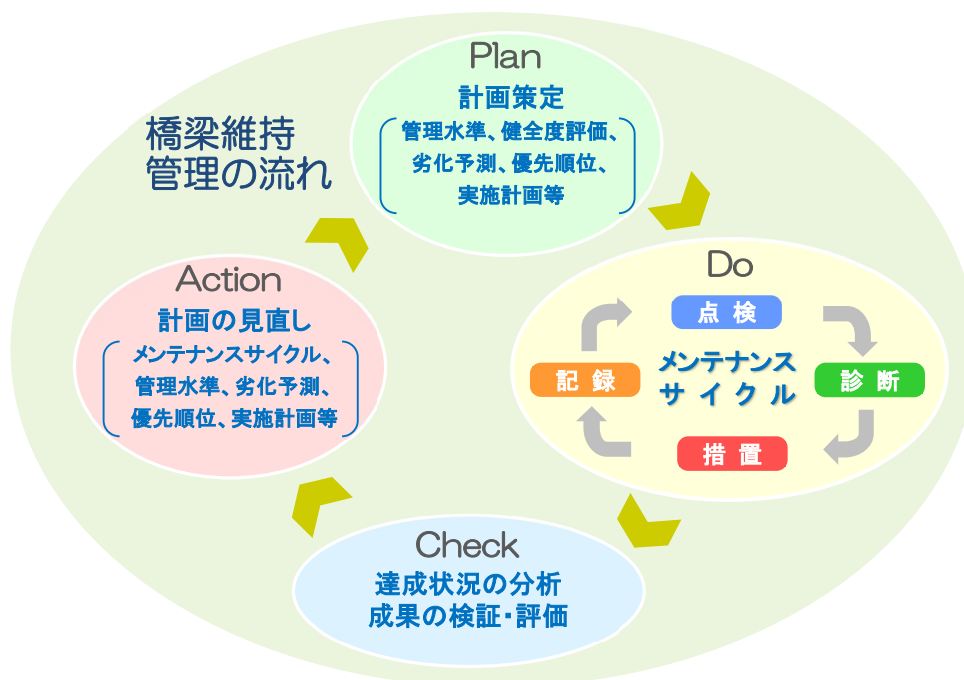 橋梁維持
管理の流れ
Plan
計画策定
管理水準、健全度評価、
劣化予測、優先順位、
実施計画等
Do
点検
診断
措置
記録
メンテナンス
サイクル
Check
達成状況の分析
成果の検証・評価
Action
計画の見直し
メンテナンスサイクル、
管理水準、劣化予測、
優先順位、実施計画等